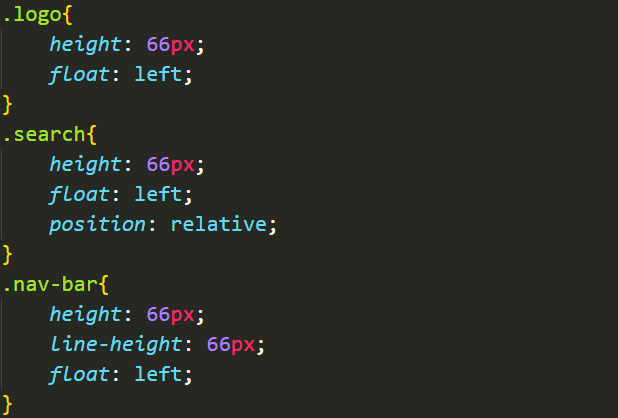 .logo{
    height: 66px;
    float: left;
}
.search{
    height: 66px;
    float: left;
    position: relative;
}
.nav-bar{
    height: 66px;
    line-height: 66px;
    float: left;
}